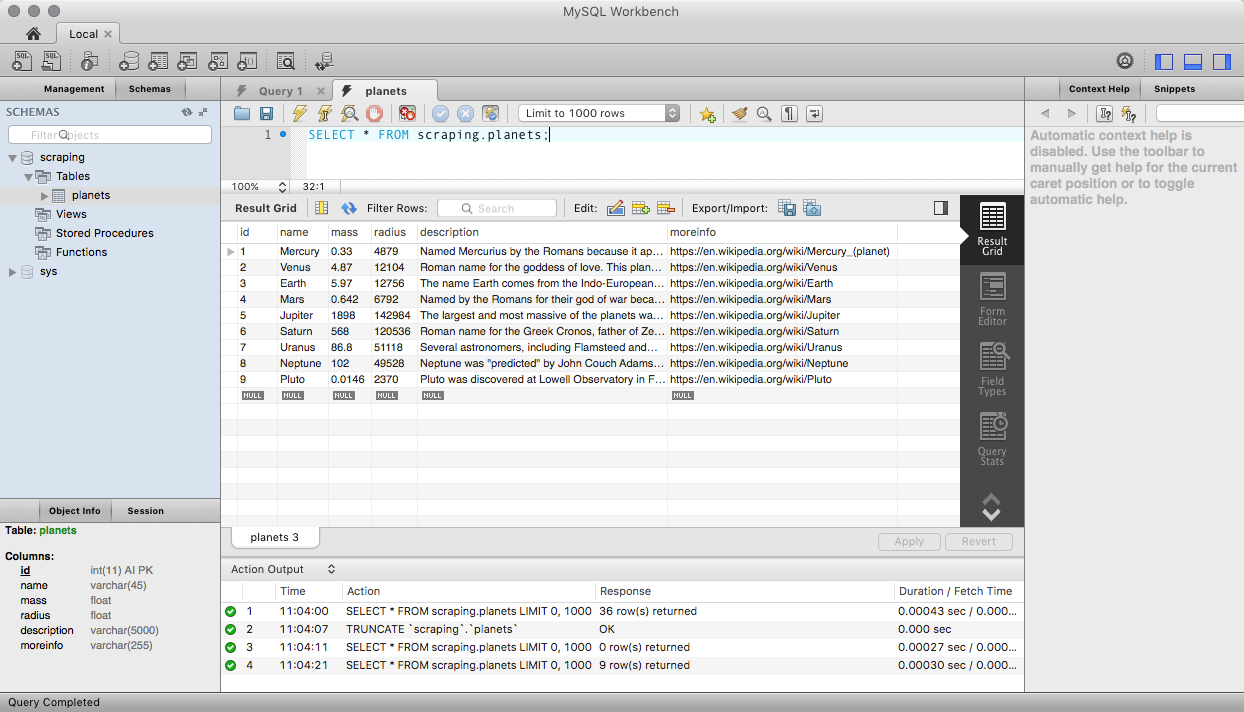 MySQL Workbench
Local
Management Schemas
SCHEMAS
Filter objects
scraping
Tables
planets
Views
Stored Procedures
Functions
sys
Object Info Session
Table: planets
Columns:
id int(11) AI PK
name varchar(45)
mass float
radius float
description varchar(5000)
moreinfo varchar(255)
Query 1 planets
Limit to 1000 rows
1 SELECT * FROM scraping.planets;
100% 32:1
Result Grid Filter Rows: Search Edit: Export/Import:
id name mass radius description moreinfo
1 Mercury 0.33 4879 Named Mercurius by the Romans because it ap... https://en.wikipedia.org/wiki/Mercury_(planet)
2 Venus 4.87 12104 Roman name for the goddess of love. This plan... https://en.wikipedia.org/wiki/Venus
3 Earth 5.97 12756 The name Earth comes from the Indo-European... https://en.wikipedia.org/wiki/Earth
4 Mars 0.642 6792 Named by the Romans for their god of war beca... https://en.wikipedia.org/wiki/Mars
5 Jupiter 1898 142984 The largest and most massive of the planets wa... https://en.wikipedia.org/wiki/Jupiter
6 Saturn 568 120536 Roman name for the Greek Cronos, father of Ze... https://en.wikipedia.org/wiki/Saturn
7 Uranus 86.8 51118 Several astronomers, including Flamsteed and... https://en.wikipedia.org/wiki/Uranus
8 Neptune 102 49528 Neptune was "predicted" by John Couch Adams... https://en.wikipedia.org/wiki/Neptune
9 Pluto 0.0146 2370 Pluto was discovered at Lowell Observatory in F... https://en.wikipedia.org/wiki/Pluto
NULL NULL NULL NULL NULL NULL
Result
Grid
Form
Editor
Field
Types
Query
Stats
planets 3
Apply Revert
Action Output
Time Action Response Duration / Fetch Time
1 11:04:00 SELECT * FROM scraping.planets LIMIT 0, 1000 36 row(s) returned 0.00043 sec / 0.000...
2 11:04:07 TRUNCATE `scraping`.`planets` OK 0.000 sec
3 11:04:11 SELECT * FROM scraping.planets LIMIT 0, 1000 0 row(s) returned 0.00027 sec / 0.000...
4 11:04:21 SELECT * FROM scraping.planets LIMIT 0, 1000 9 row(s) returned 0.00030 sec / 0.000...
Context Help Snippets
Automatic context help is
disabled. Use the toolbar to
manually get help for the current
caret position or to toggle
automatic help.
Query Completed